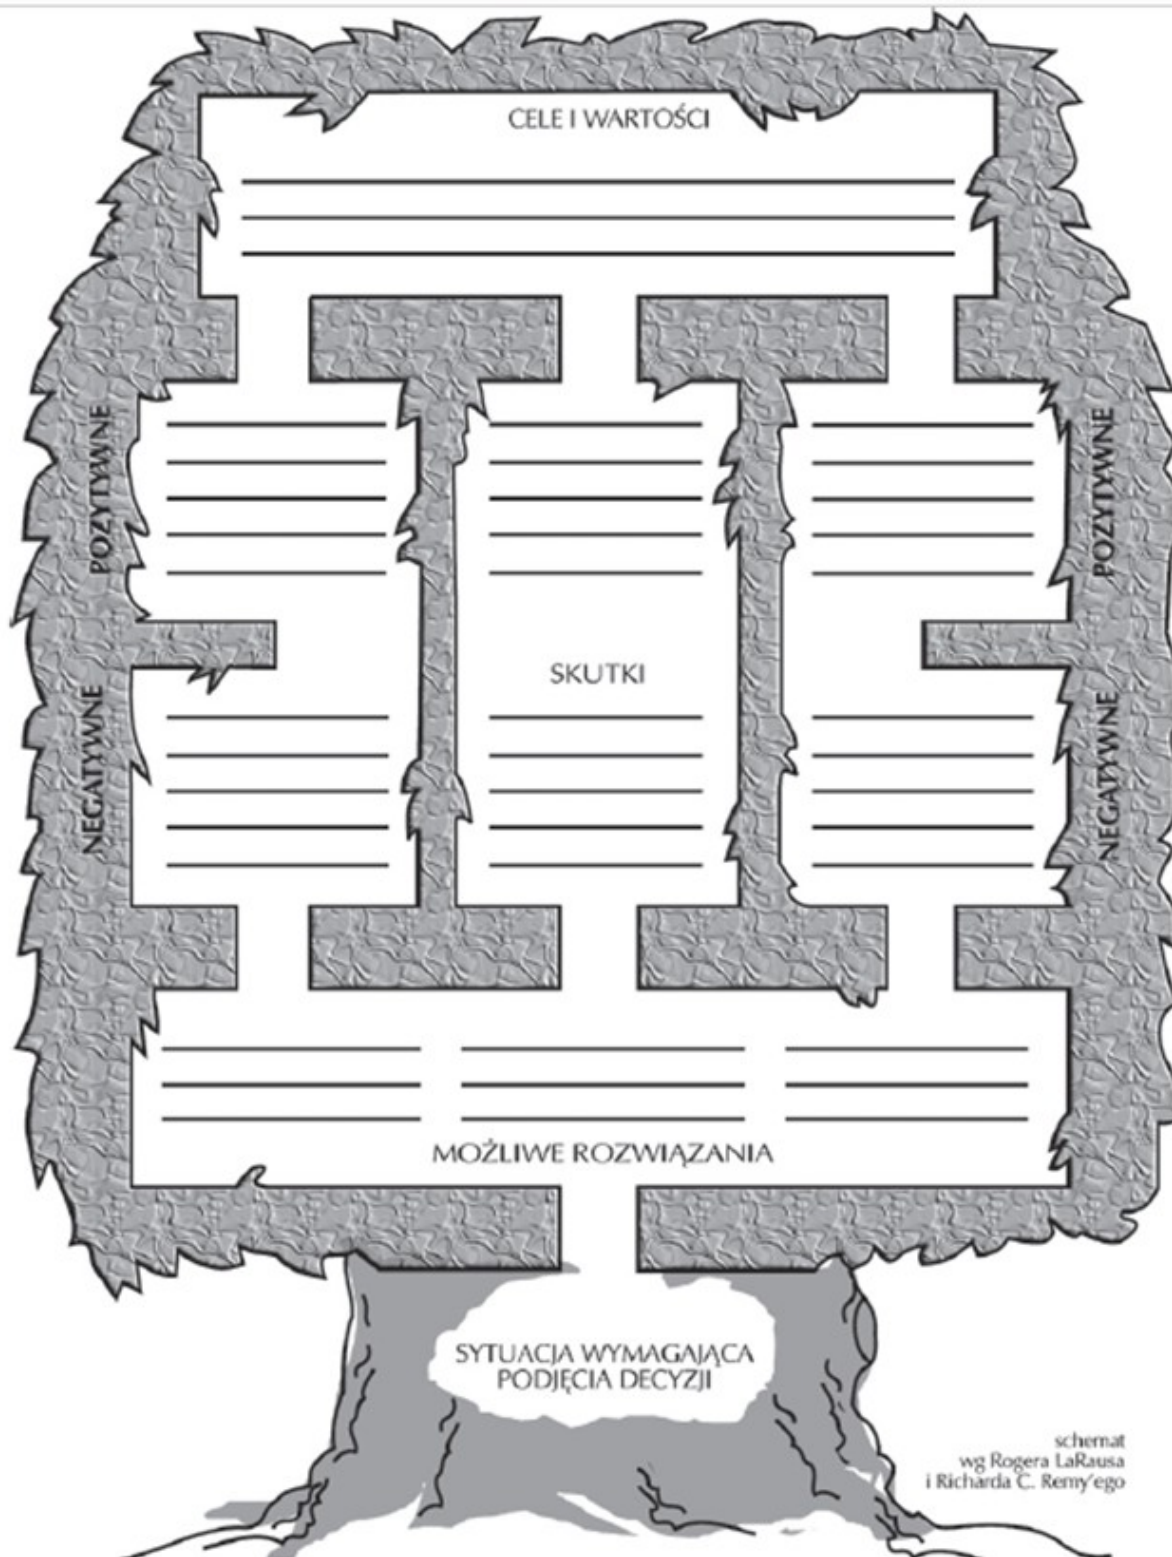 CELE I WARTOŚCI
POZYTYWNE
POZYTYWNE
SKUTKI
NEGATYWNE
NEGATYWNE
MOŻLIWE ROZWIĄZANIA
SYTUACJA WYMAGAJĄCA
PODJĘCIA DECYZJI
schemat
wg Rogera LaRausa
i Richarda C. Remy'ego